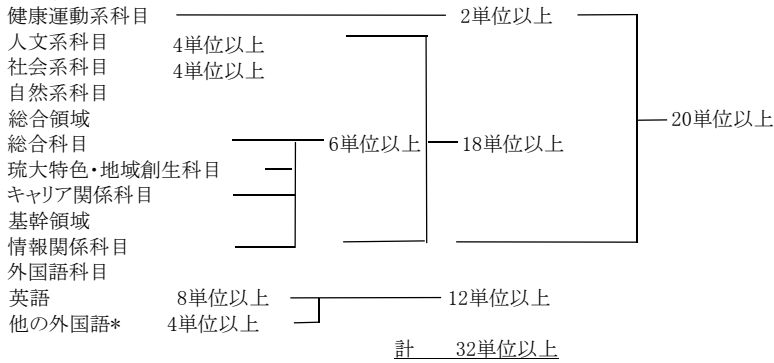 健康運動系科目 2単位以上
人文系科目 4単位以上
社会系科目 4単位以上
自然系科目
総合領域 20単位以上
総合科目 6単位以上 18単位以上
琉大特色・地域創生科目
キャリア関係科目
基幹領域
情報関係科目
外国語科目
英語 8単位以上 12単位以上
他の外国語* 4単位以上
計 32単位以上